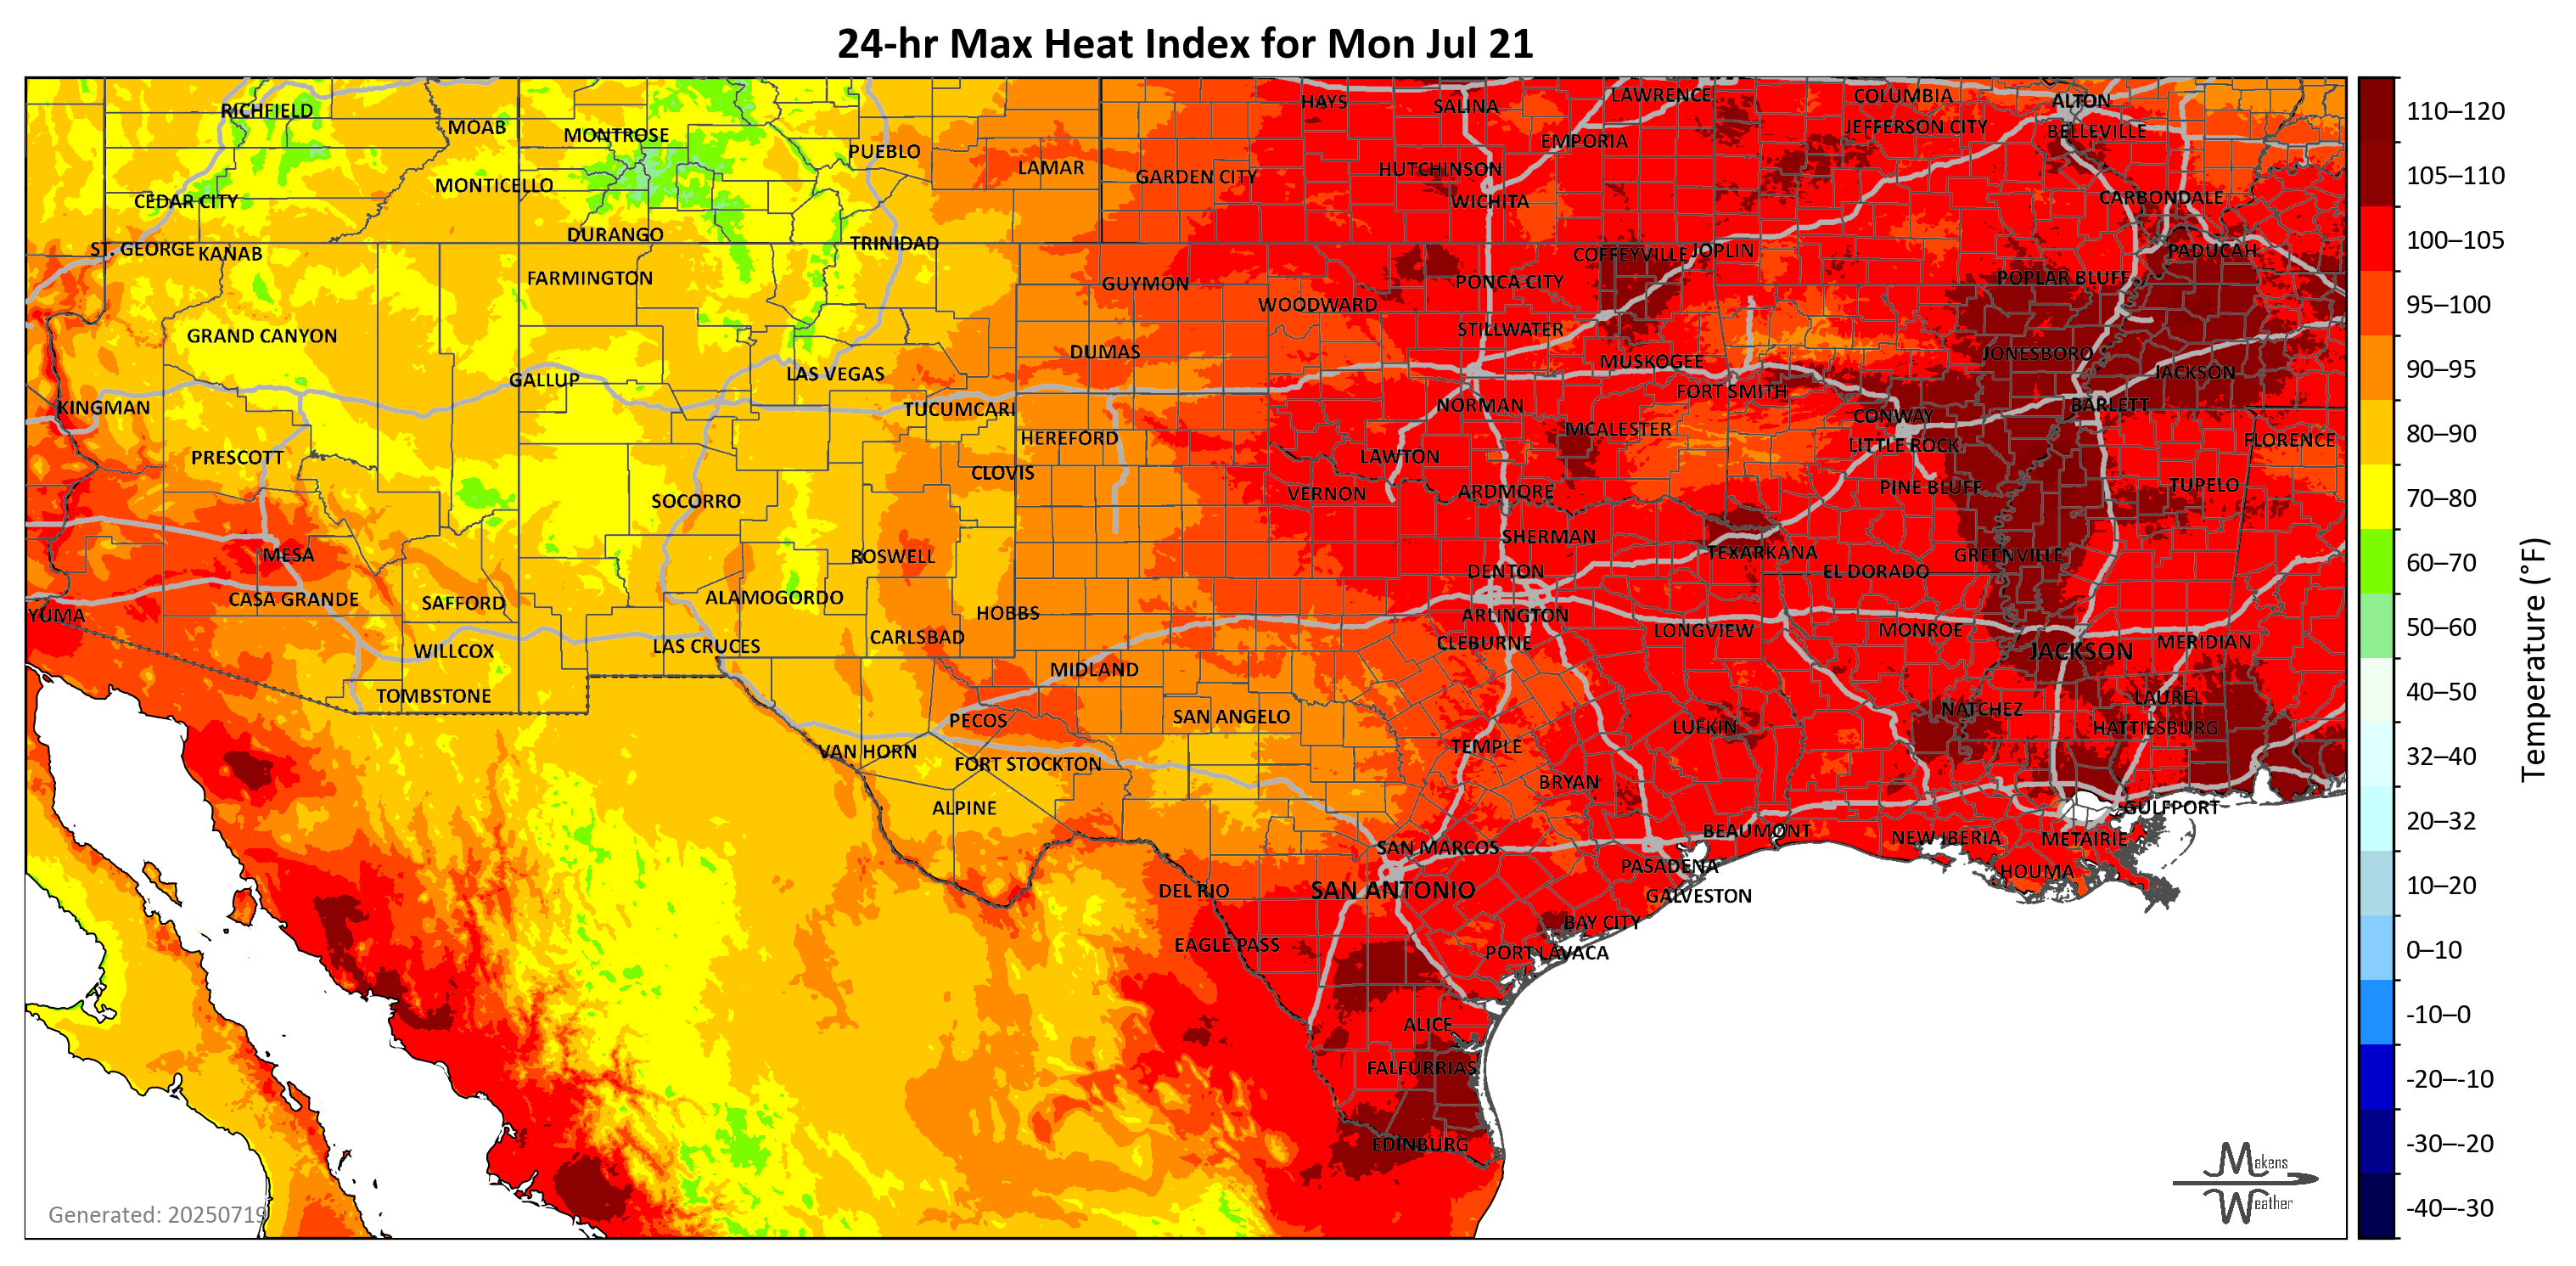 24-hr Max Heat Index for Mon Jul 21
RICHFIELD
MOAB
MONTROSE
PUEBLO
LAMAR
GARDEN CITY
HAYS
SALINA
LAWRENCE
COLUMBIA
ALTON
EMPORIA
JEFFERSON CITY
BELLEVILLE
MONTICELLO
CEDAR CITY
HUTCHINSON
WICHITA
CARBONDALE
ST. GEORGE
KANAB
DURANGO
TRINIDAD
COFFEYVILLE
JOPLIN
PADUCAH
FARMINGTON
GUYMON
PONCA CITY
POPLAR BLUFF
WOODWARD
GRAND CANYON
STILLWATER
DUMAS
JONESBORO
MUSKOGEE
GALLUP
LAS VEGAS
FORT SMITH
JACKSON
KINGMAN
TUCUMCARI
NORMAN
CONWAY
BARLETT
HEREFORD
MCALESTER
LITTLE ROCK
FLORENCE
PRESCOTT
CLOVIS
LAWTON
SOCORRO
VERNON
ARDMORE
PINE BLUFF
TUPELO
MESA
ROSWELL
SHERMAN
TEXARKANA
GREENVILLE
DENTON
EL DORADO
CASA GRANDE
SAFFORD
ALAMOGORDO
HOBBS
YUMA
ARLINGTON
WILLCOX
LAS CRUCES
CARLSBAD
CLEBURNE
LONGVIEW
MONROE
JACKSON
MERIDIAN
MIDLAND
TOMBSTONE
PECOS
SAN ANGELO
LUFKIN
NATCHEZ
LAUREL
HATTIESBURG
VAN HORN
FORT STOCKTON
TEMPLE
BRYAN
ALPINE
GULFPORT
SAN MARCOS
BEAUMONT
NEW IBERIA
METAIRIE
DEL RIO
SAN ANTONIO
PASADENA
GALVESTON
HOUMA
EAGLE PASS
BAY CITY
PORT LAVACA
ALICE
FALFURRIAS
EDINBURG
Generated: 20250719
Makens
Weather
110–120
105–110
100–105
95–100
90–95
80–90
70–80
60–70
50–60
40–50
32–40
20–32
10–20
0–10
-10–0
-20–-10
-30–-20
-40–-30
Temperature (°F)